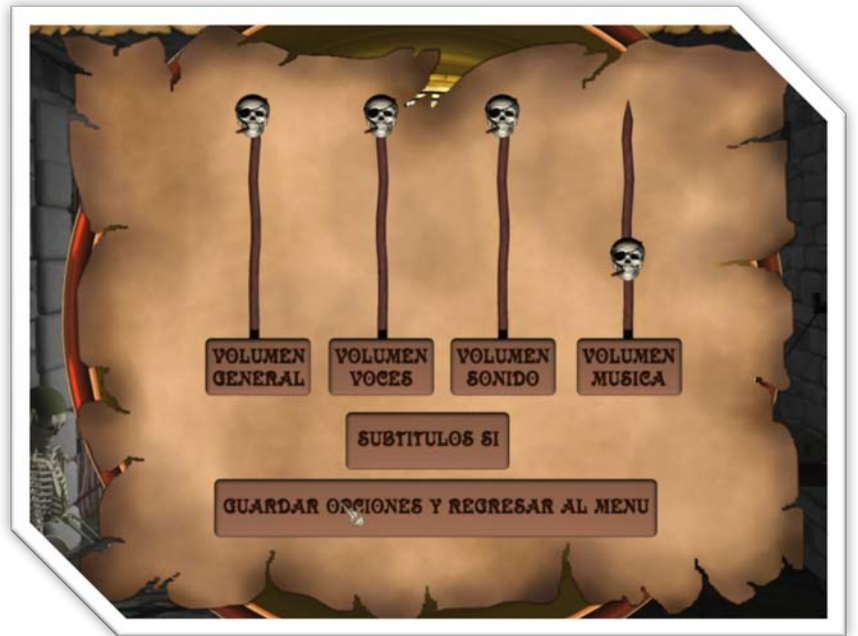 VOLUMEN
GENERAL
VOLUMEN
VOCES
VOLUMEN
SONIDO
VOLUMEN
MUSICA
SUBTITULOS SI
GUARDAR OPCIONES Y REGRESAR AL MENU